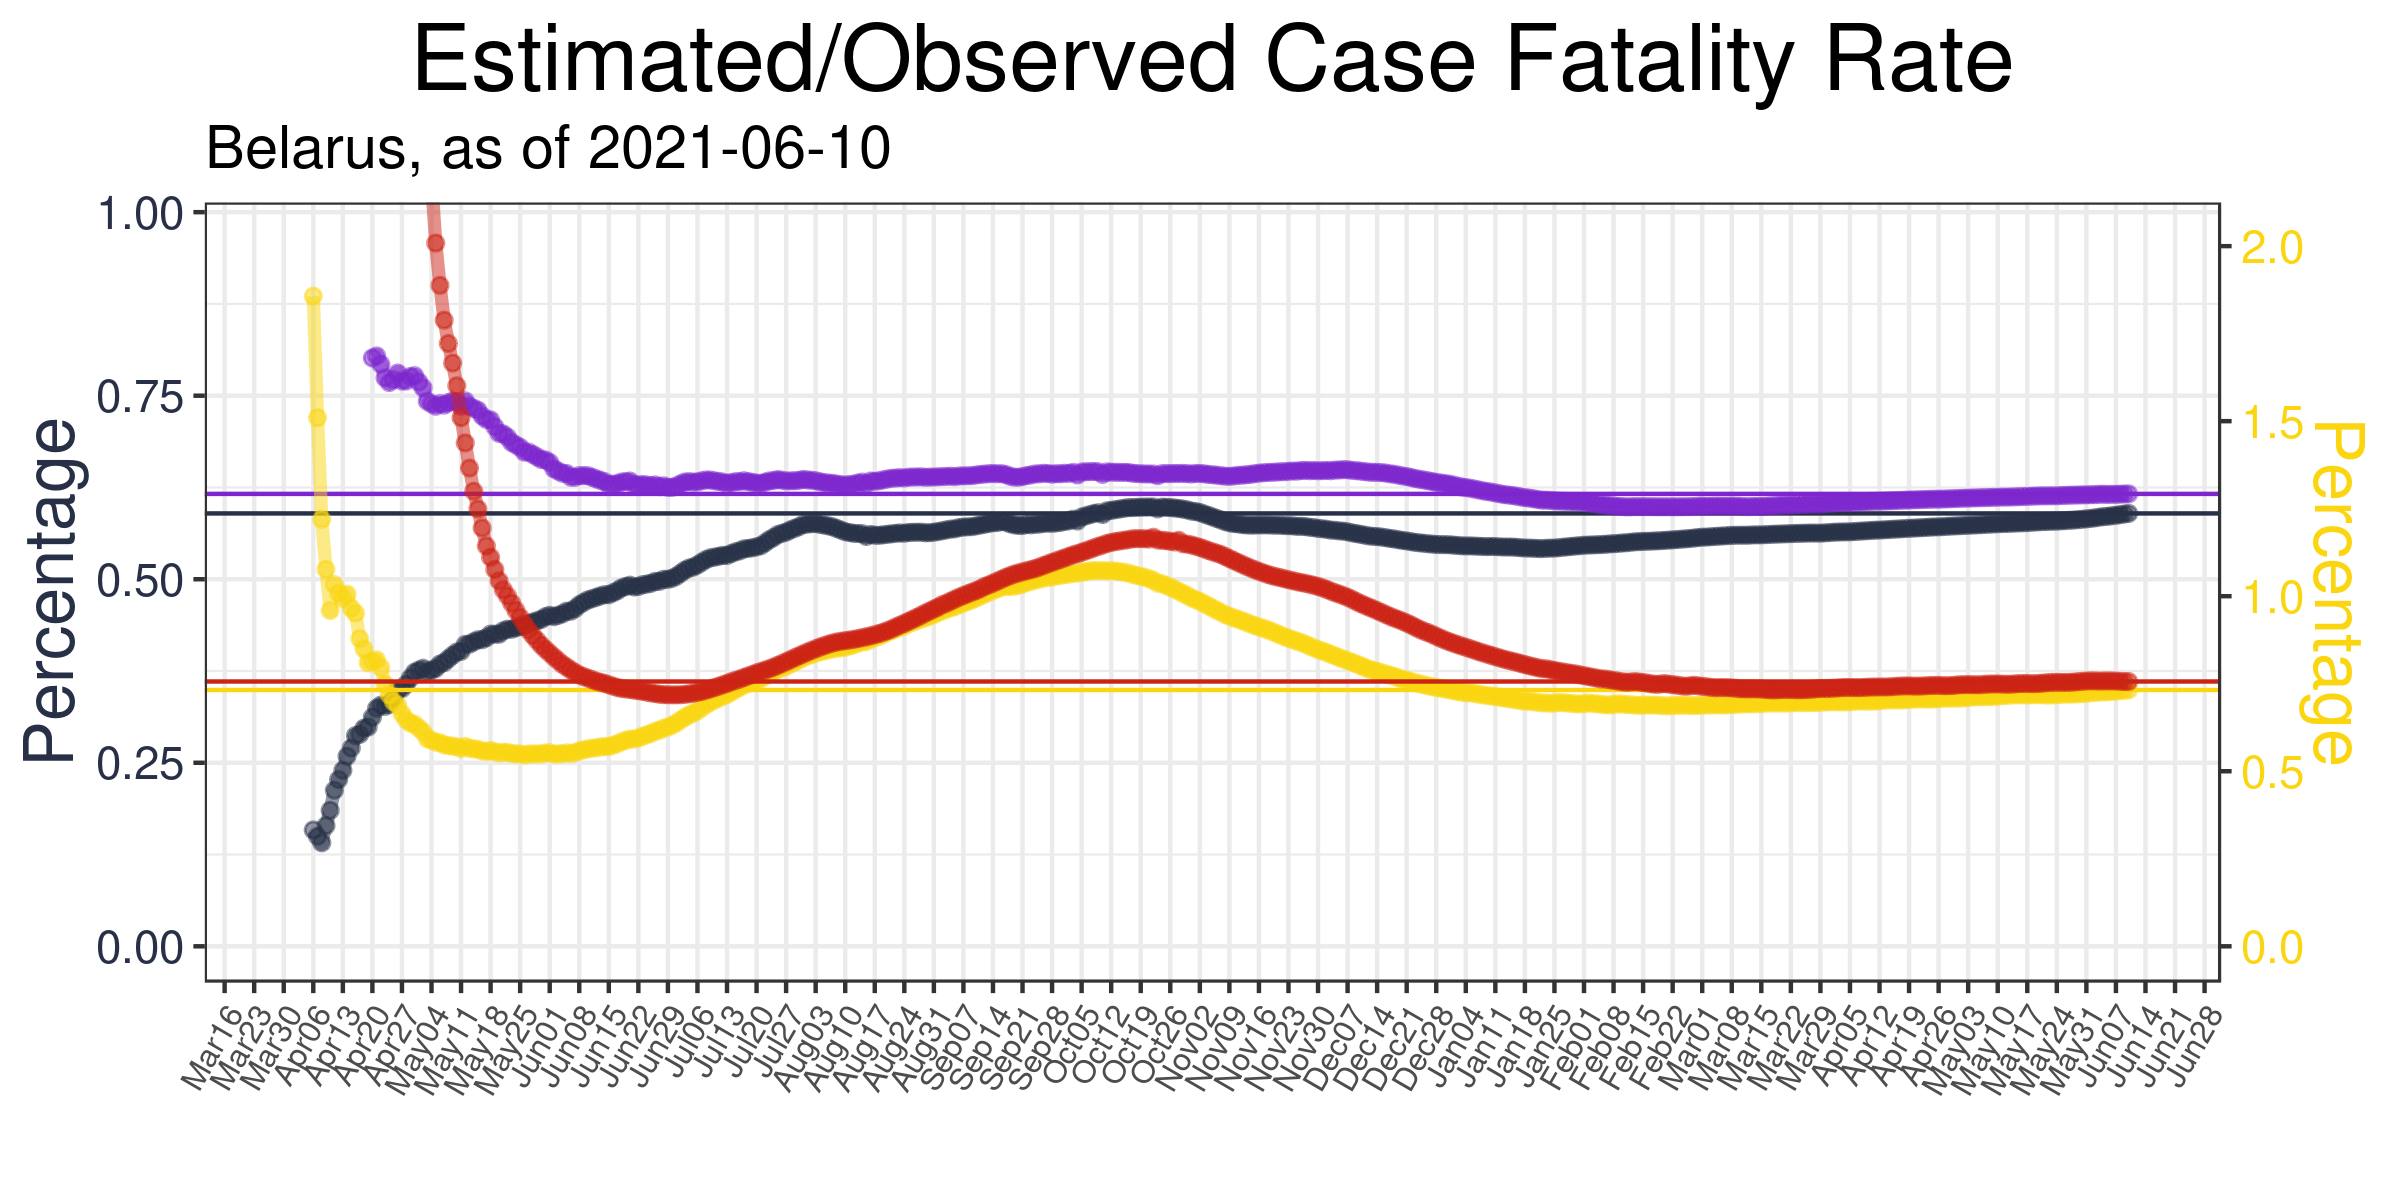 Estimated/Observed Case Fatality Rate
Belarus, as of 2021-06-10
Percentage
1.00
0.75
0.50
0.25
0.00
2.0
1.5
1.0
0.5
0.0
Percentage
Mar16
Mar23
Mar30
Apr06
Apr13
Apr20
Apr27
May04
May11
May18
May25
Jun01
Jun08
Jun15
Jun22
Jun29
Jul06
Jul13
Jul20
Jul27
Aug03
Aug10
Aug17
Aug24
Aug31
Sep07
Sep14
Sep21
Sep28
Oct05
Oct12
Oct19
Oct26
Nov02
Nov09
Nov16
Nov23
Nov30
Dec07
Dec14
Dec21
Dec28
Jan04
Jan11
Jan18
Jan25
Feb01
Feb08
Feb15
Feb22
Mar01
Mar08
Mar15
Mar22
Mar29
Apr05
Apr12
Apr19
Apr26
May03
May10
May17
May24
May31
Jun07
Jun14
Jun21
Jun28